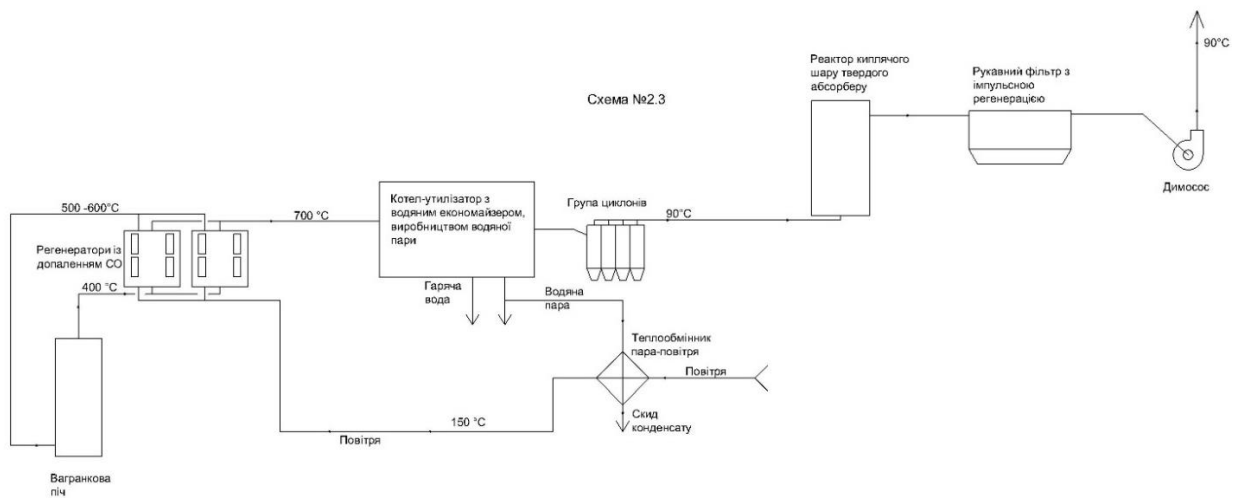 Схема №2.3
90°C
Реактор киплячого
шару твердого
абсорберу
Рукавний фільтр з
імпульсною
регенерацією
Димосос
500 -600°C
700 °C
Котел-утилізатор з
водяним економайзером,
виробництвом водяної
пари
Група циклонів
90°C
Регенератори із
допаленням СО
400 °C
Гаряча
вода
Водяна
пара
Теплообмінник
пара-повітря
Повітря
Скид
конденсату
150 °C
Повітря
Вагранкова
піч